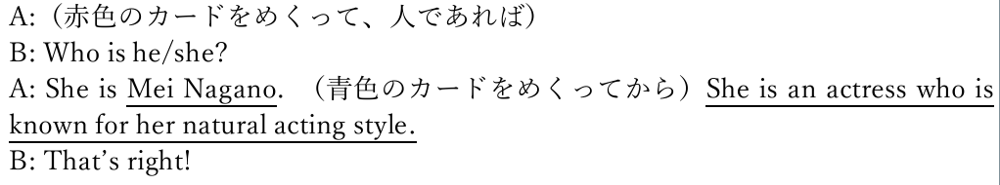 A:（赤色のカードをめくって、人であれば）
B: Who is he/she?
A: She is Mei Nagano. （青色のカードをめくってから）She is an actress who is
known for her natural acting style.
B: That’s right!